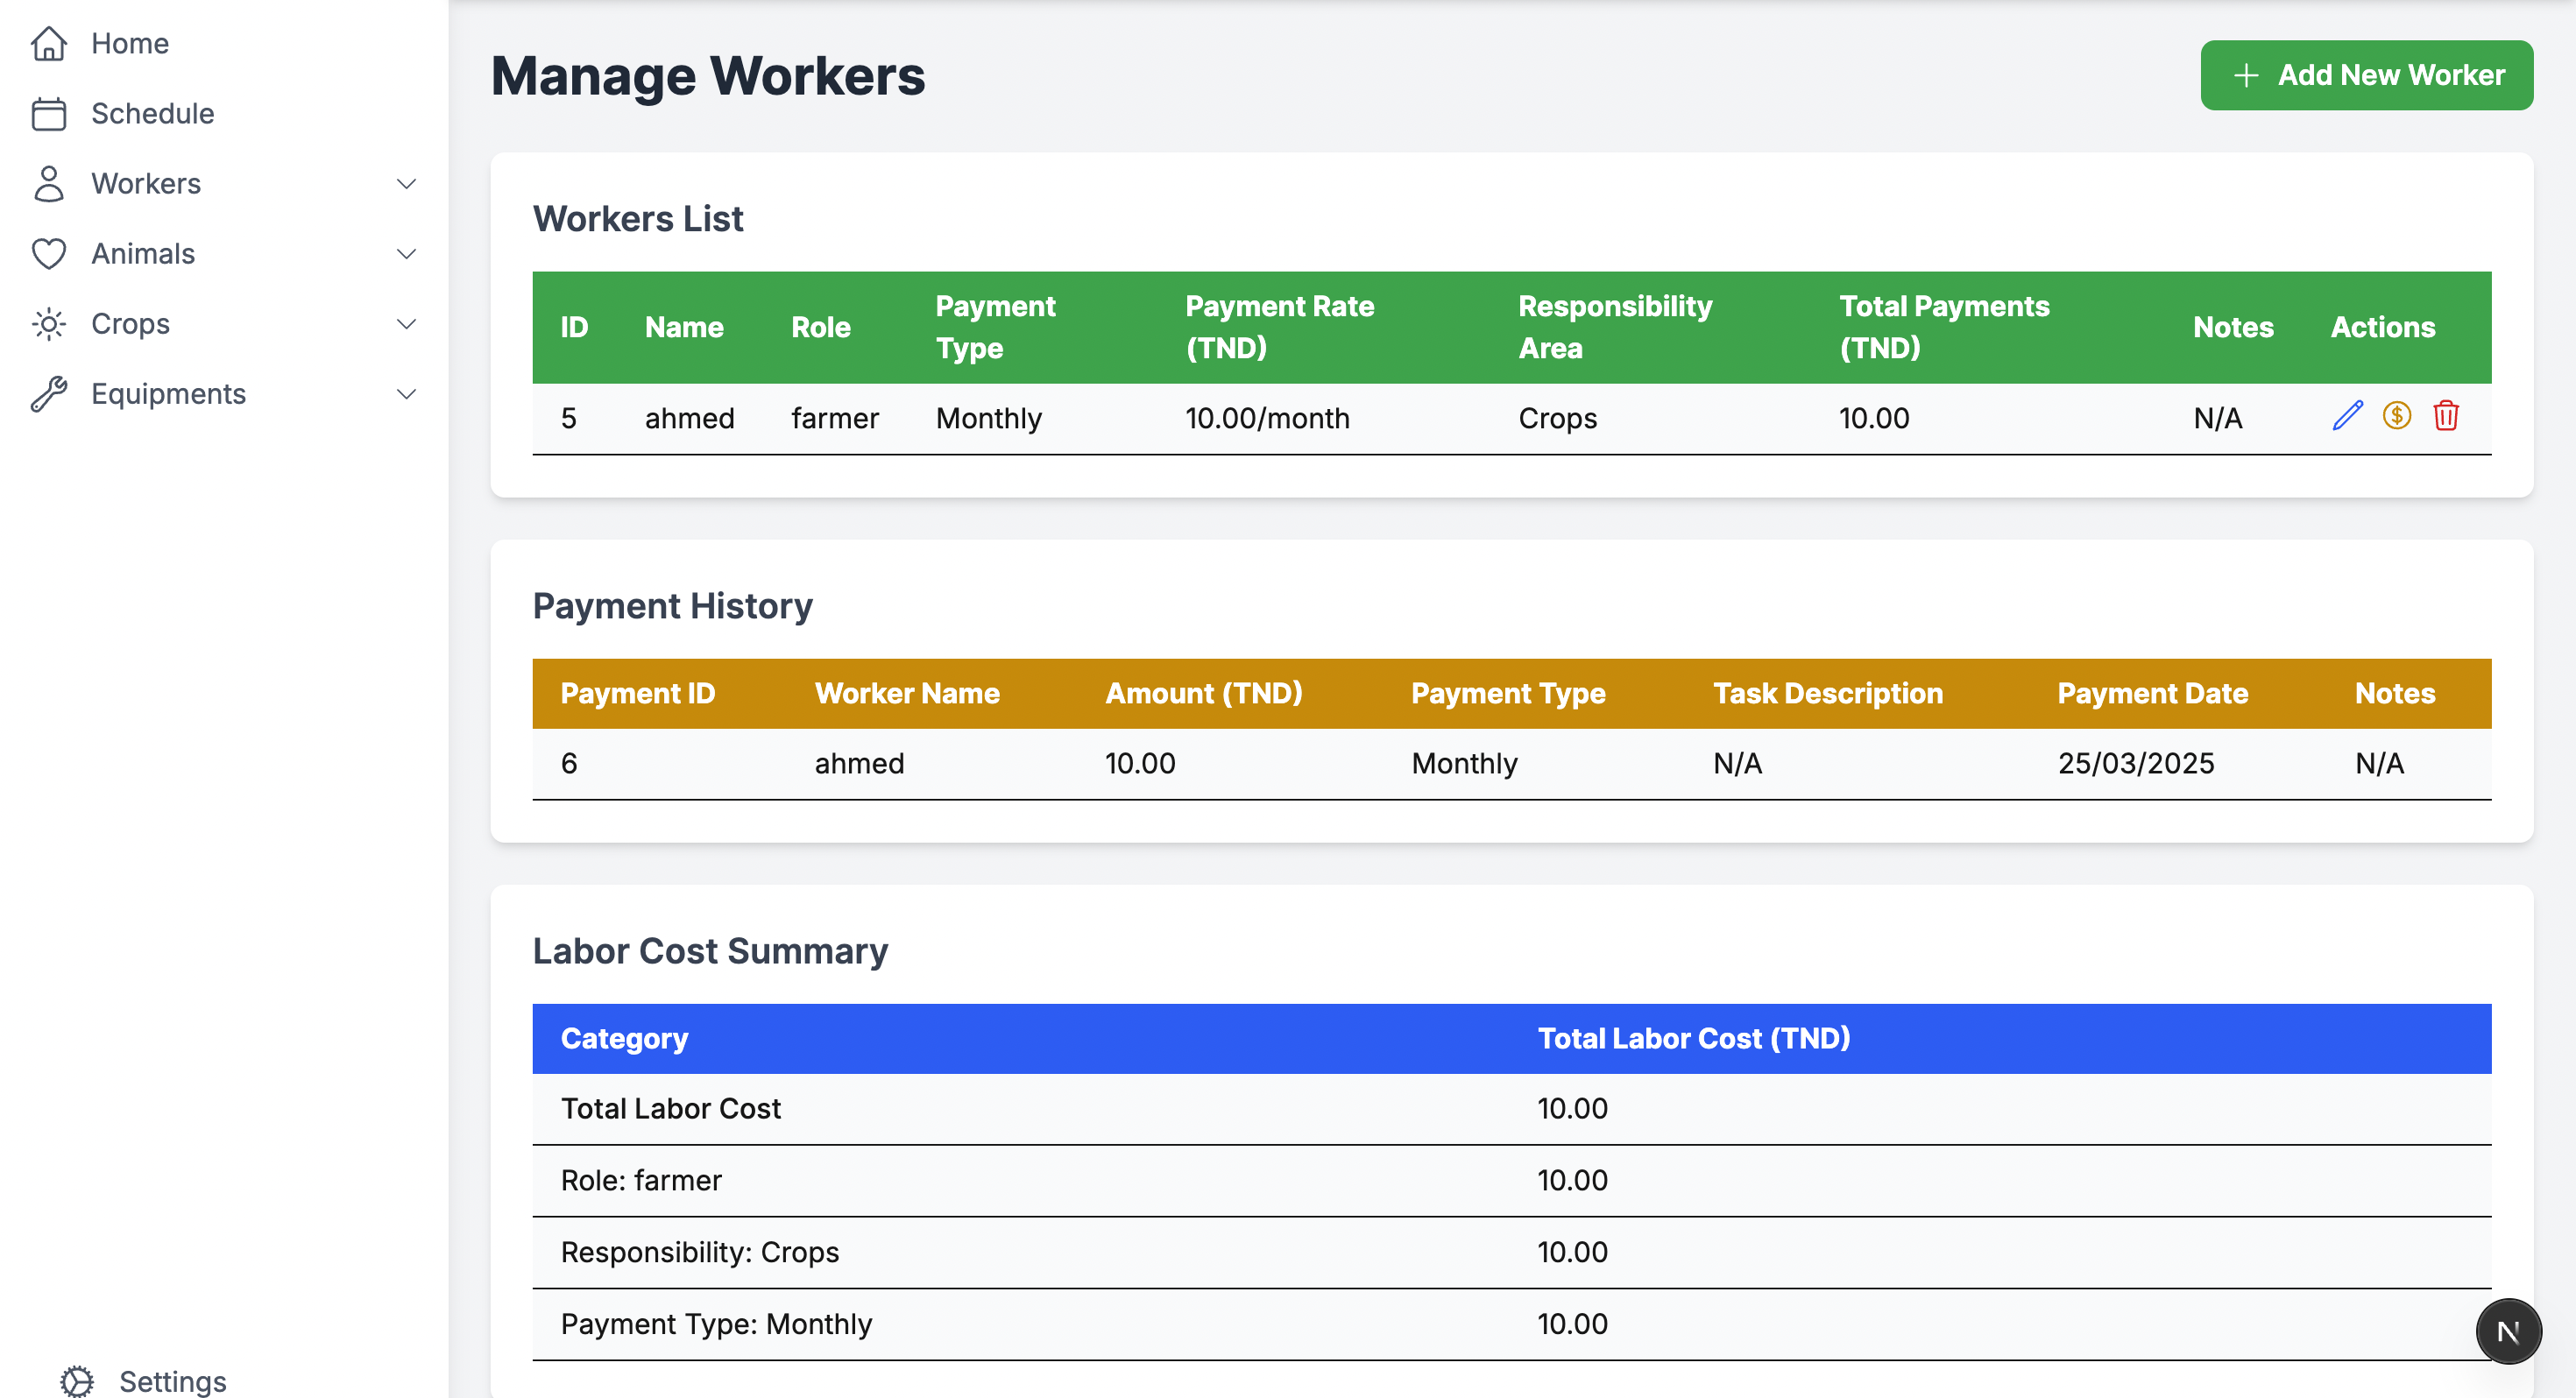 Home
Schedule
Workers
Animals
Crops
Equipments
Settings
Manage Workers
Add New Worker
Workers List
ID Name Role Payment Type Payment Rate (TND) Responsibility Area Total Payments (TND) Notes Actions
5 ahmed farmer Monthly 10.00/month Crops 10.00 N/A
Payment History
Payment ID Worker Name Amount (TND) Payment Type Task Description Payment Date Notes
6 ahmed 10.00 Monthly N/A 25/03/2025 N/A
Labor Cost Summary
Category Total Labor Cost (TND)
Total Labor Cost 10.00
Role: farmer 10.00
Responsibility: Crops 10.00
Payment Type: Monthly 10.00
N